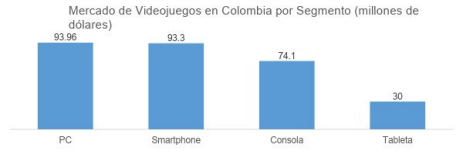 Mercado de Videojuegos en Colombia por Segmento (millones de
dólares)
93.96 93.3 74.1 30
PC Smartphone Consola Tableta